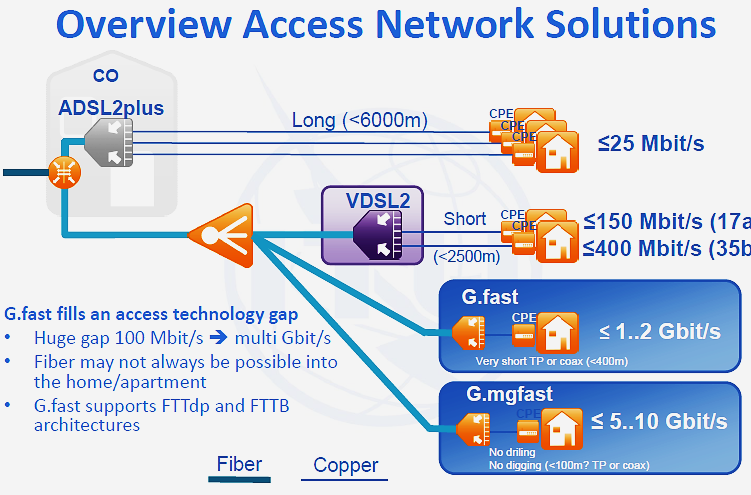 Overview Access Network Solutions
CO
ADSL2plus
Long (<6000m)
CPE
CPE
CPE
≤25 Mbit/s
VDSL2
Short
(<2500m)
CPE
CPE
≤150 Mbit/s (17a
≤400 Mbit/s (35b
G.fast fills an access technology gap
• Huge gap 100 Mbit/s ➔ multi Gbit/s
• Fiber may not always be possible into
the home/apartment
• G.fast supports FTTdp and FTTB
architectures
G.fast
CPE
≤ 1..2 Gbit/s
Very short TP or coax (<400m)
G.mgfast
CPE
≤ 5..10 Gbit/s
No driling
No digging (<100m? TP or coax)
Fiber
Copper